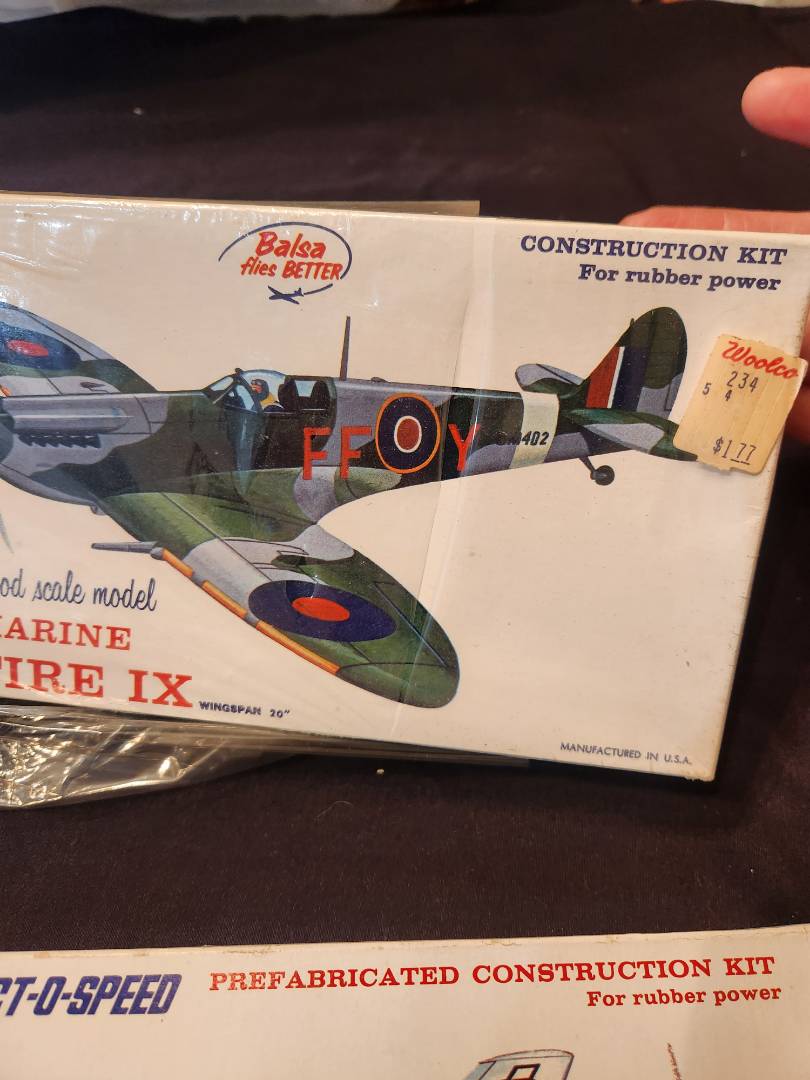 Balsa
flies BETTER
CONSTRUCTION KIT
For rubber power
Woolco
234
5 4
$1.77
FF Y
od scale model
ARINE
FIRE IX
WINGSPAN 20"
MANUFACTURED IN U.S.A.
CT-O-SPEED
PREFABRICATED CONSTRUCTION KIT
For rubber power